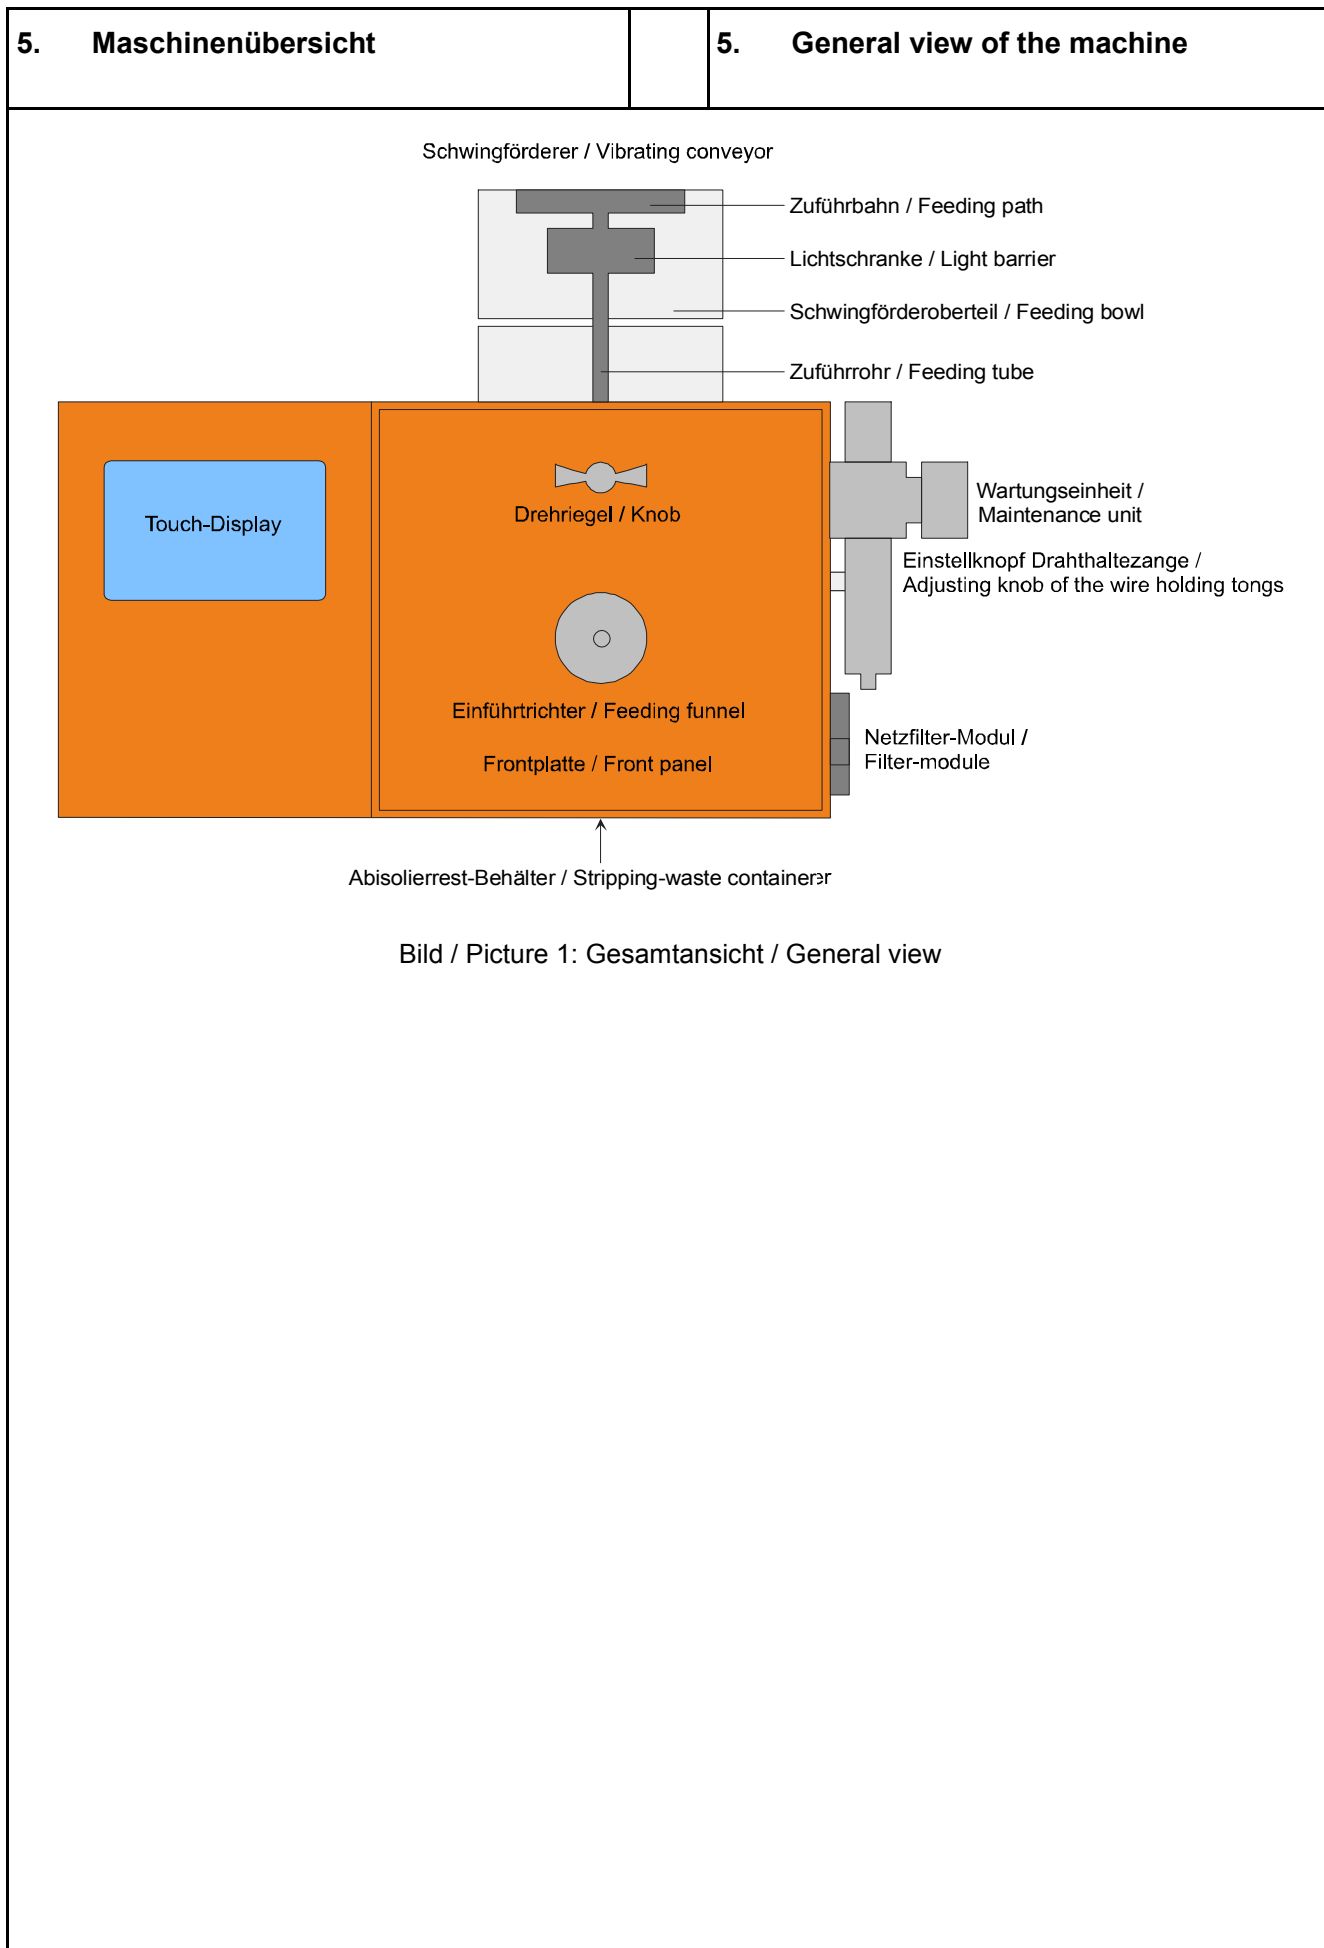 5. Maschinenübersicht
5. General view of the machine
Schwingförderer / Vibrating conveyor
Zuführbahn / Feeding path
Lichtschranke / Light barrier
Schwingförderoberteil / Feeding bowl
Zuführrohr / Feeding tube
Touch-Display
Drehriegel / Knob
Wartungseinheit /
Maintenance unit
Einstellknopf Drahthaltezange /
Adjusting knob of the wire holding tongs
Einführtrichter / Feeding funnel
Frontplatte / Front panel
Netzfilter-Modul /
Filter-module
Abisolierrest-Behälter / Stripping-waste container
Bild / Picture 1: Gesamtansicht / General view